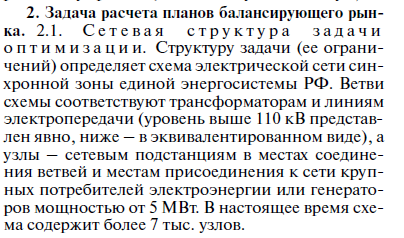 2. Задача расчета планов балансирующего рын-
ка. 2.1. Сетевая структура задачи
оптимизации. Структуру задачи (ее ограни-
чений) определяет схема электрической сети син-
хронной зоны единой энергосистемы РФ. Ветви
схемы соответствуют трансформаторам и линиям
электропередачи (уровень выше 110 кВ представ-
лен явно, ниже – в эквивалентированном виде), а
узлы – сетевым подстанциям в местах соедине-
ния ветвей и местам присоединения к сети круп-
ных потребителей электроэнергии или генерато-
ров мощностью от 5 МВт. В настоящее время схе-
ма содержит более 7 тыс. узлов.